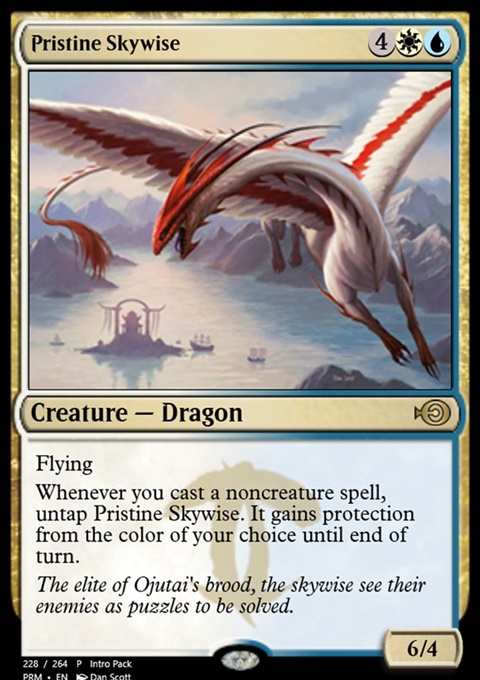 Pristine Skywise 4
Creature — Dragon
Flying
Whenever you cast a noncreature spell,
untap Pristine Skywise. It gains protection
from the color of your choice until end of
turn.
The elite of Ojutai's brood, the skywise see their
enemies as puzzles to be solved.
6/4
228 / 264 P Intro Pack
PRM • EN Dan Scott